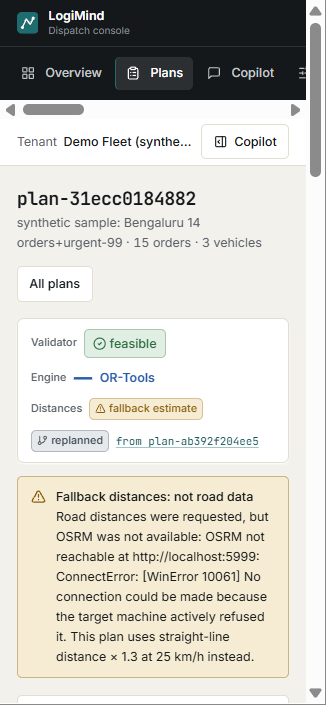 LogiMind
Dispatch console
Overview
Plans
Copilot
Tenant Demo Fleet (synthe...
Copilot
plan-31ecc0184882
synthetic sample: Bengaluru 14
orders+urgent-99 · 15 orders · 3 vehicles
All plans
Validator feasible
Engine OR-Tools
Distances fallback estimate
replanned from plan-ab392f204ee5
Fallback distances: not road data
Road distances were requested, but
OSRM was not available: OSRM not
reachable at http://localhost:5999:
ConnectError: [WinError 10061] No
connection could be made because
the target machine actively refused
it. This plan uses straight-line
distance × 1.3 at 25 km/h instead.